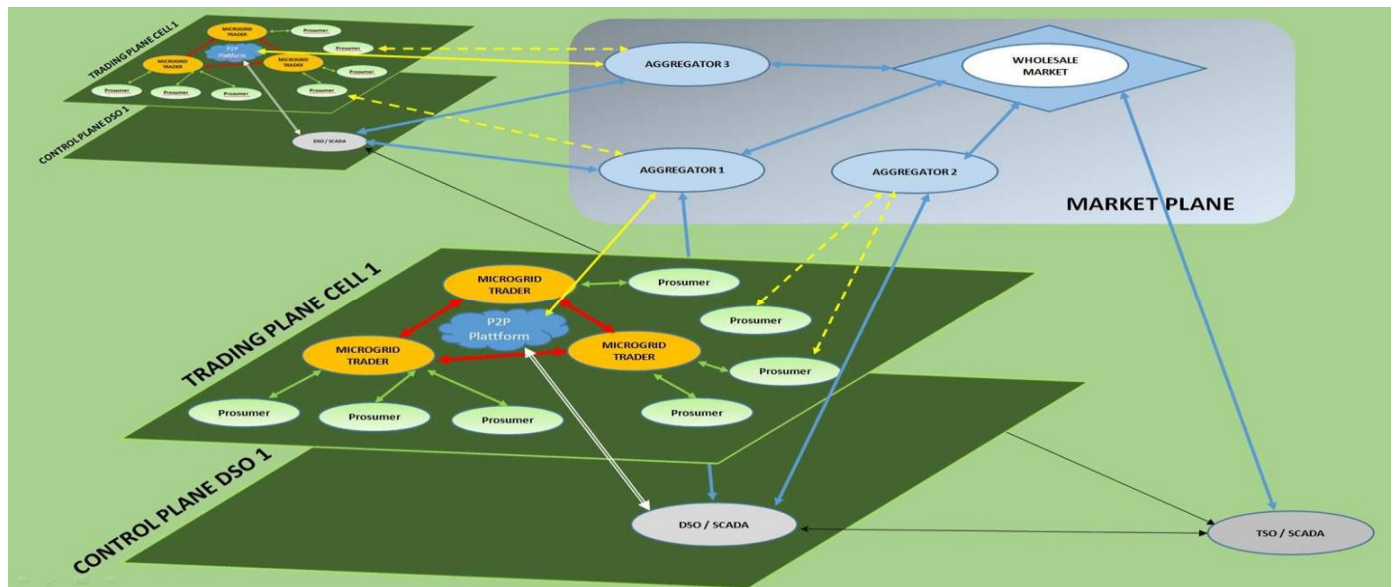 TRADING PLANE CELL 1
MICROGRID
TRADER
Prosumer
P2P
Plattform
Prosumer
MICROGRID
TRADER
MICROGRID
TRADER
Prosumer
Prosumer
Prosumer
Prosumer
Prosumer
CONTROL PLANE DSO 1
DSO / SCADA
AGGREGATOR 3
WHOLESALE
MARKET
AGGREGATOR 1
AGGREGATOR 2
MARKET PLANE
TRADING PLANE CELL 1
MICROGRID
TRADER
Prosumer
P2P
Plattform
Prosumer
MICROGRID
TRADER
MICROGRID
TRADER
Prosumer
Prosumer
Prosumer
Prosumer
Prosumer
CONTROL PLANE DSO 1
DSO / SCADA
TSO / SCADA